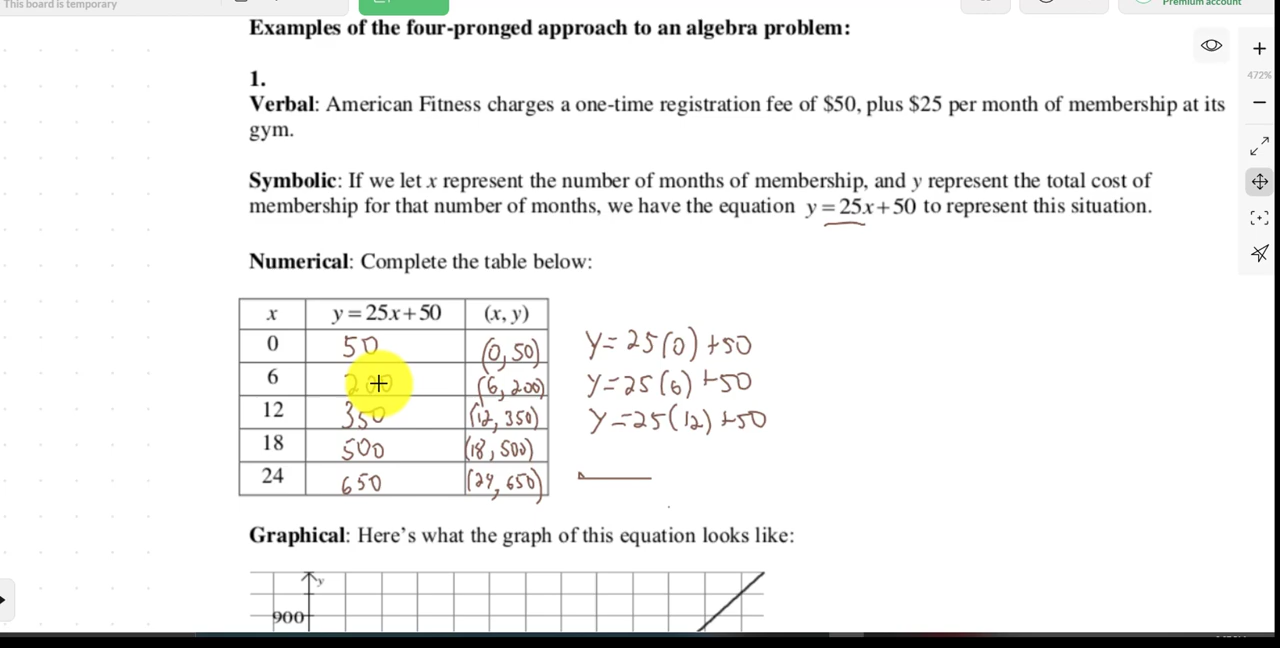 This board is temporary
Premium account
Examples of the four-pronged approach to an algebra problem:
472%
1.
Verbal: American Fitness charges a one-time registration fee of $50, plus $25 per month of membership at its
gym.
Symbolic: If we let x represent the number of months of membership, and y represent the total cost of
membership for that number of months, we have the equation y = 25x + 50 to represent this situation.
Numerical: Complete the table below:
x y = 25x + 50 (x, y)
0 50 (0, 50) y = 25(0) + 50
6 200 (6, 200) y = 25(6) + 50
12 350 (12, 350) y = 25(12) + 50
18 500 (18, 500)
24 650 (24, 650)
Graphical: Here's what the graph of this equation looks like:
y
900